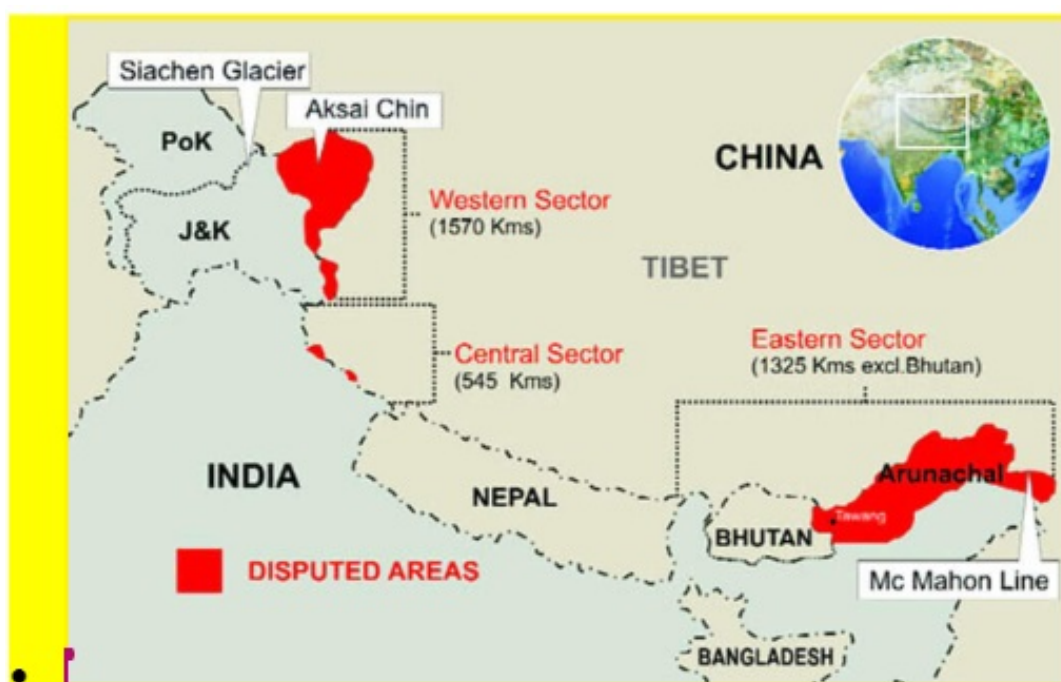 Siachen Glacier
Aksai Chin
PoK
CHINA
Western Sector
(1570 Kms)
J&K
TIBET
Eastern Sector
(1325 Kms excl.Bhutan)
Central Sector
(545 Kms)
INDIA
NEPAL
Arunachal
Tawang
BHUTAN
DISPUTED AREAS
Mc Mahon Line
BANGLADESH